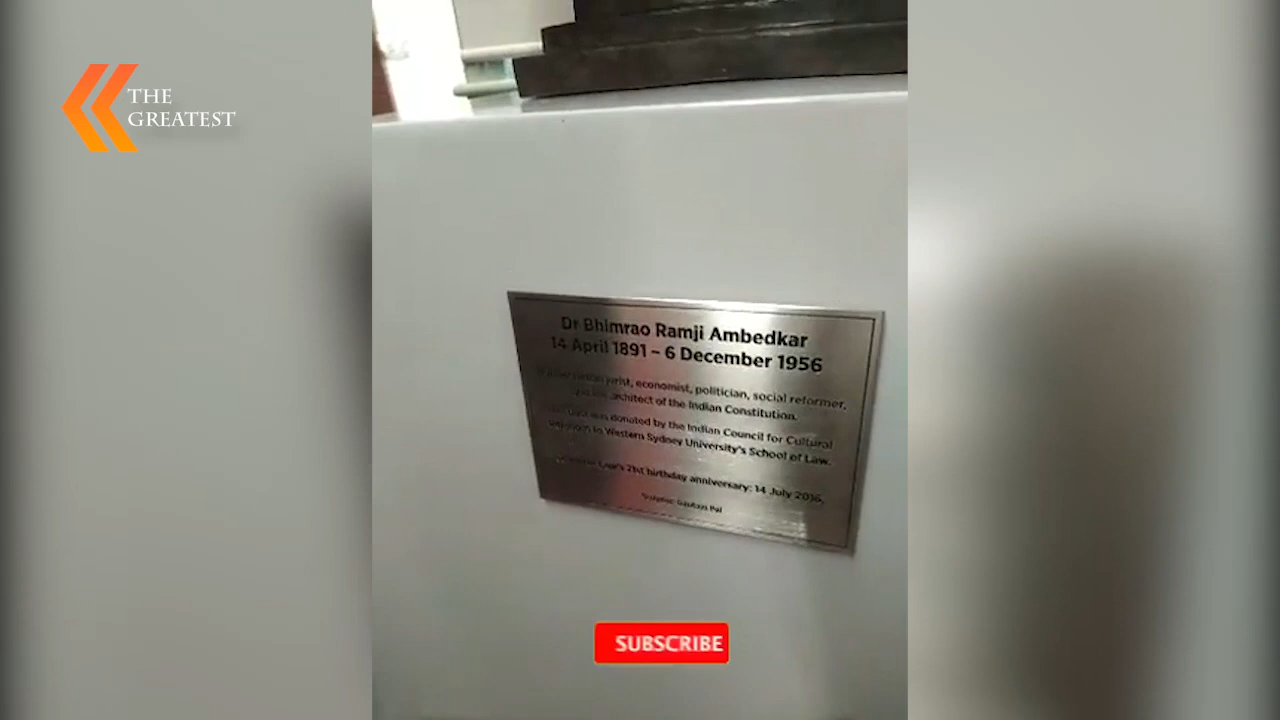 THE
GREATEST
Dr Bhimrao Ramji Ambedkar
14 April 1891 – 6 December 1956
jurist, economist, politician, social reformer,
architect of the Indian Constitution.
was donated by the Indian Council for Cultural
to Western Sydney University's School of Law.
21st birthday anniversary: 14 July 2016.
SUBSCRIBE